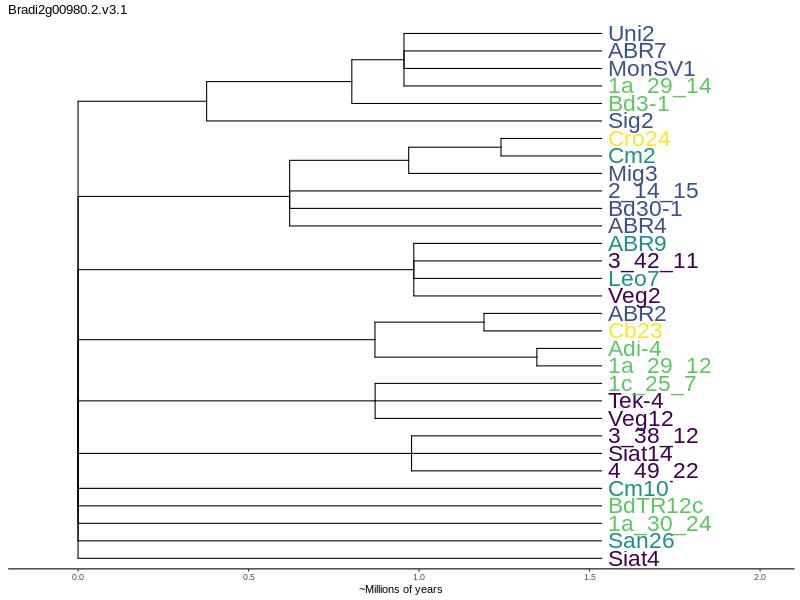 Bradi2g00980.2.v3.1
Uni2
ABR7
MonSV1
1a_29_14
Bd3-1
Sig2
Cro24
Cm2
Mig3
2_14_15
Bd30-1
ABR4
ABR9
3_42_11
Leo7
Veg2
ABR2
Cb23
Adi-4
1a_29_12
1c_25_7
Tek-4
Veg12
3_38_12
Siat14
4_49_22
Cm10
BdTR12c
1a_30_24
San26
Siat4
0.0 0.5 1.0 1.5 2.0
~Millions of years